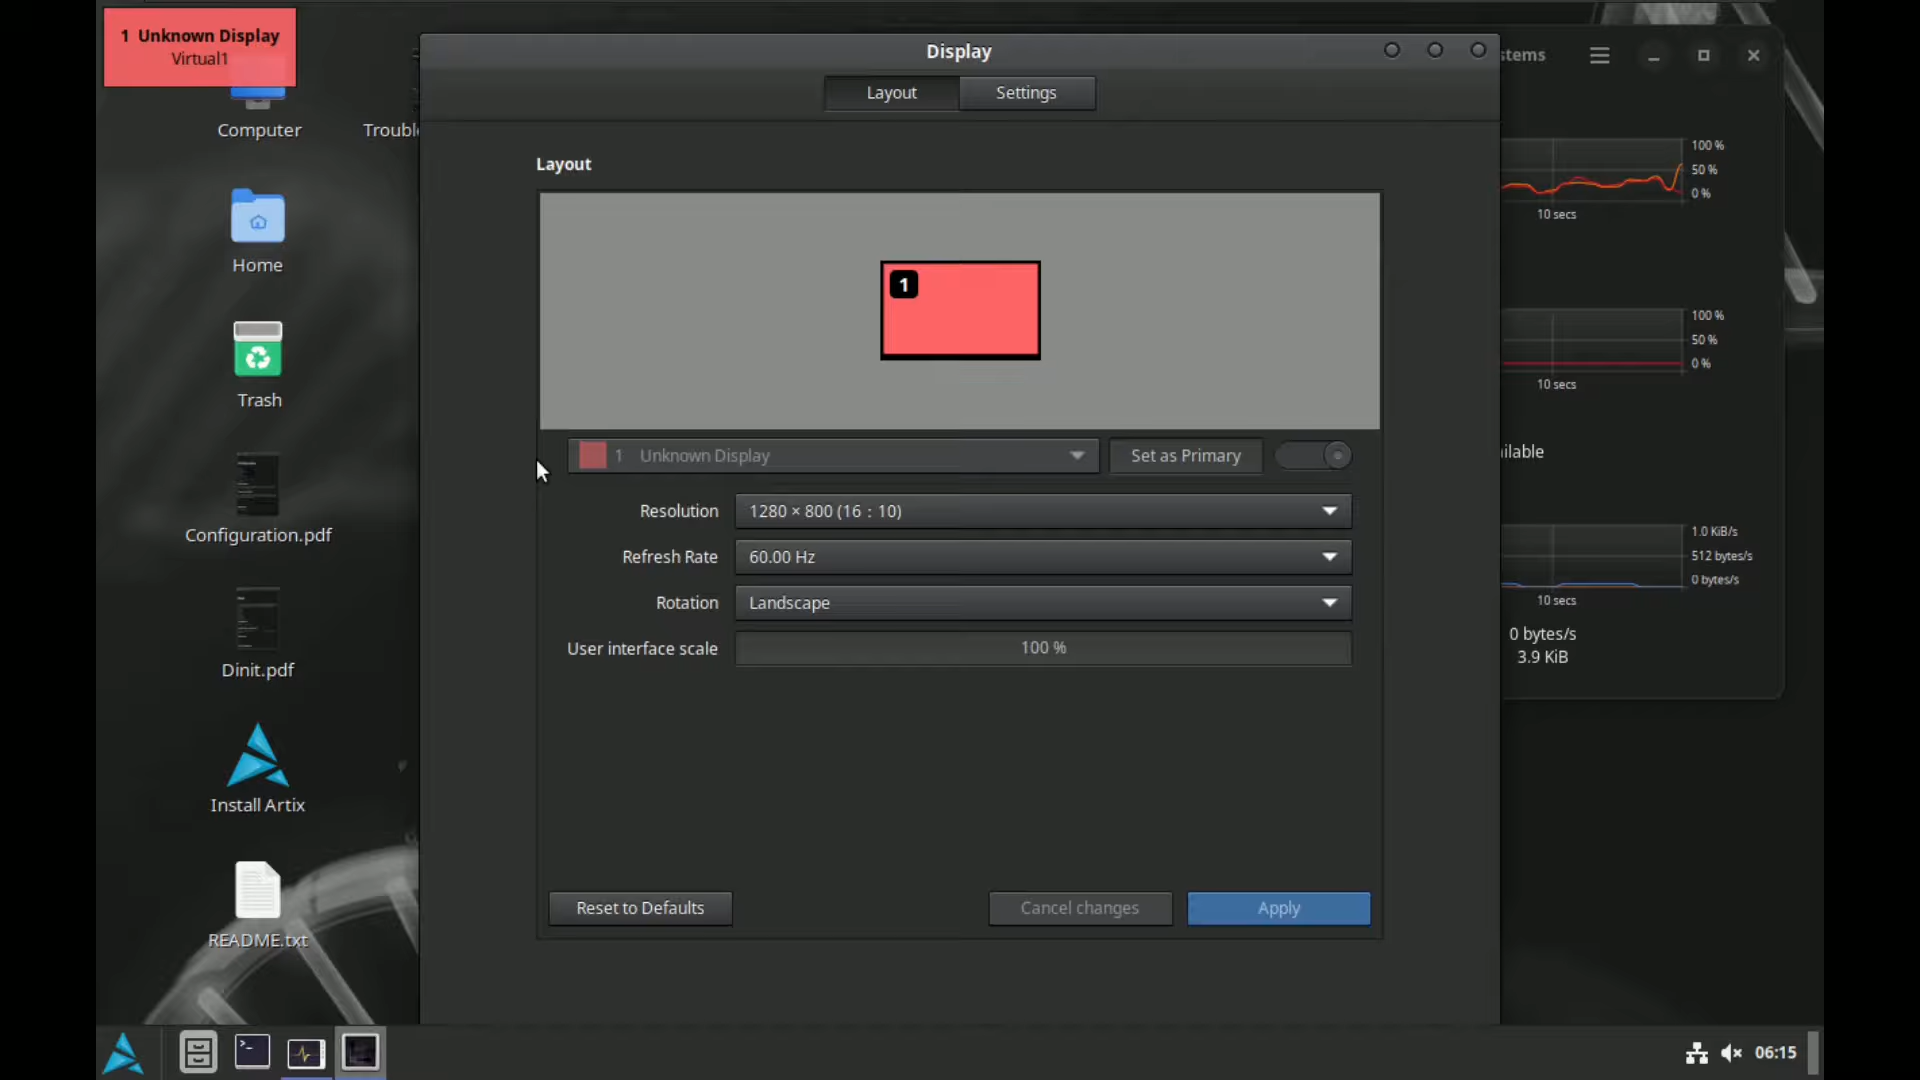 1 Unknown Display
Virtual1
Display
Layout
Settings
Computer
Home
Trash
Configuration.pdf
Dinit.pdf
Install Artix
README.txt
Layout
1
1 Unknown Display
Set as Primary
Resolution
1280 × 800 (16 : 10)
Refresh Rate
60.00 Hz
Rotation
Landscape
User interface scale
100 %
Reset to Defaults
Cancel changes
Apply
100 %
50 %
0 %
10 secs
100 %
50 %
0 %
10 secs
1.0 KiB/s
512 bytes/s
0 bytes/s
10 secs
0 bytes/s
3.9 KiB
06:15